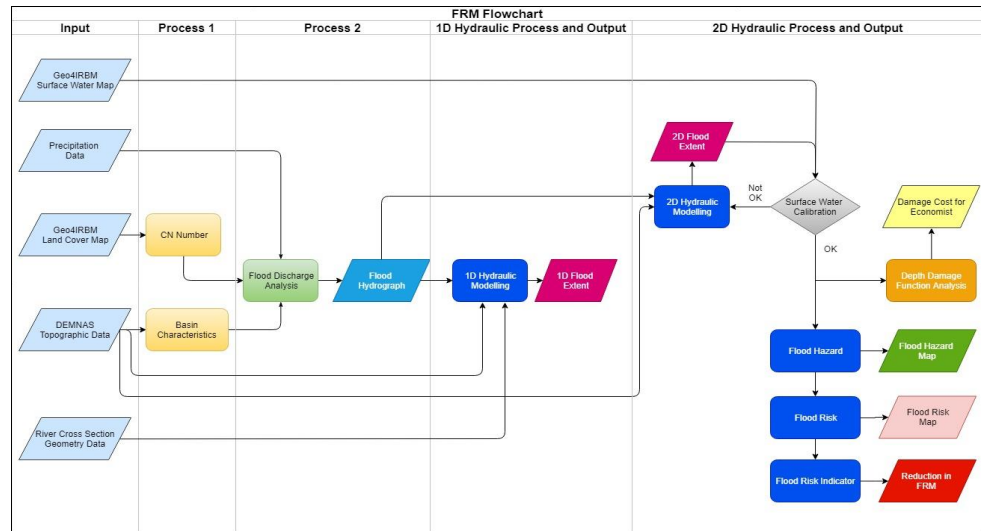 FRM Flowchart
Input
Process 1
Process 2
1D Hydraulic Process and Output
2D Hydraulic Process and Output
Geo4IRBM
Surface Water Map
Precipitation
Data
Geo4IRBM
Land Cover Map
DEMNAS
Topographic Data
River Cross Section
Geometry Data
CN Number
Basin
Characteristics
Flood Discharge
Analysis
Flood
Hydrograph
1D Hydraulic
Modelling
1D Flood
Extent
2D Flood
Extent
2D Hydraulic
Modelling
Not
OK
Surface Water
Calibration
OK
Damage Cost for
Economist
Depth Damage
Function Analysis
Flood Hazard
Flood Hazard
Map
Flood Risk
Flood Risk
Map
Flood Risk Indicator
Reduction in
FRM